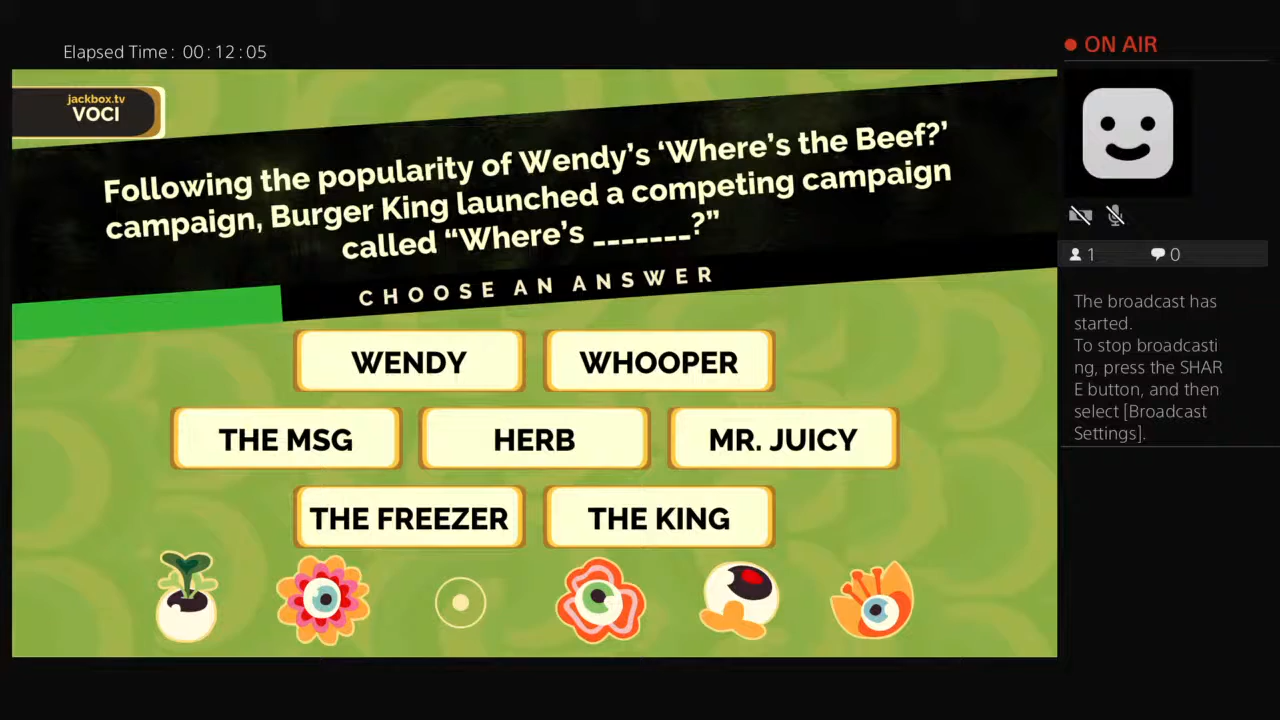 Elapsed Time: 00:12:05
ON AIR
jackbox.tv
VOCI
Following the popularity of Wendy's 'Where's the Beef?'
campaign, Burger King launched a competing campaign
called “Where's _______?”
CHOOSE AN ANSWER
WENDY
WHOOPER
THE MSG
HERB
MR. JUICY
THE FREEZER
THE KING
1
0
The broadcast has
started.
To stop broadcasti
ng, press the SHAR
E button, and then
select [Broadcast
Settings].